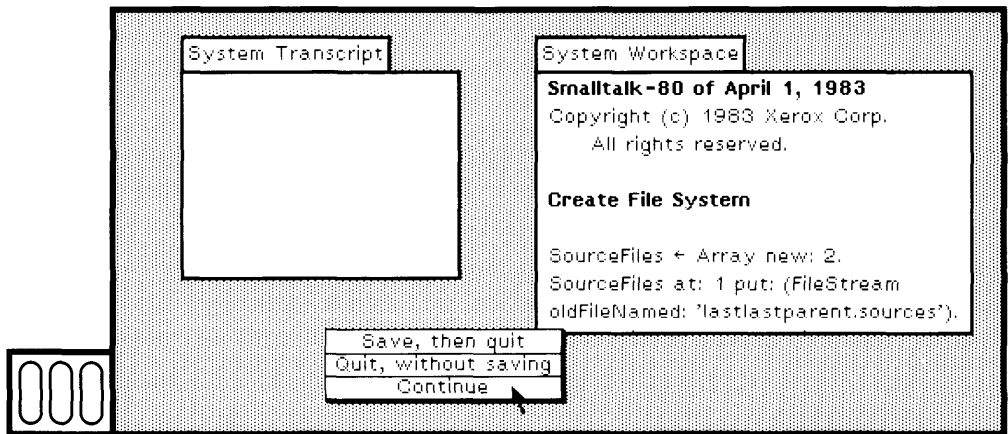 System Transcript
System Workspace
Smalltalk-80 of April 1, 1983
Copyright (c) 1983 Xerox Corp.
All rights reserved.
Create File System
SourceFiles ← Array new: 2.
SourceFiles at: 1 put: (FileStream
oldFileNamed: 'lastlastparent.sources').
Save, then quit
Quit, without saving
Continue